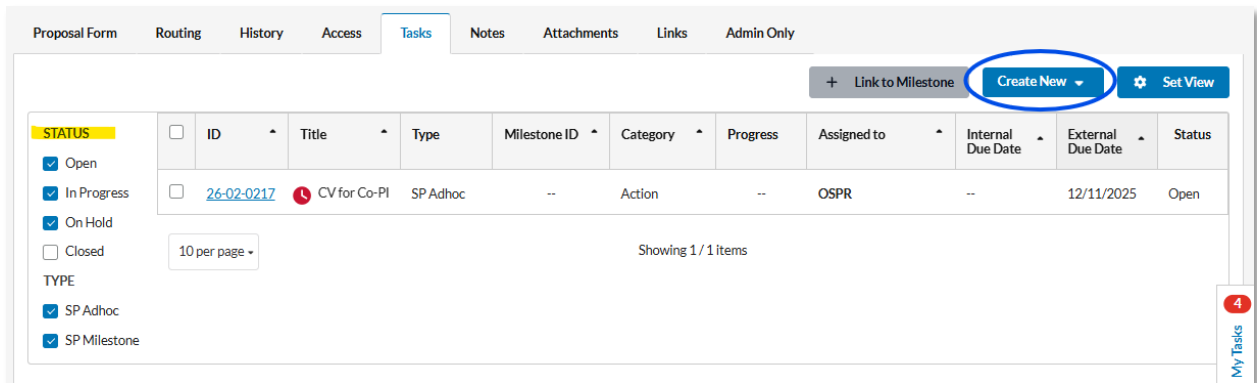 Proposal Form Routing History Access Tasks Notes Attachments Links Admin Only
+ Link to Milestone Create New Set View
STATUS
Open
In Progress
On Hold
Closed
TYPE
SP Adhoc
SP Milestone
ID Title Type Milestone ID Category Progress Assigned to Internal Due Date External Due Date Status
26-02-0217 CV for Co-PI SP Adhoc -- Action -- OSPR -- 12/11/2025 Open
10 per page Showing 1 / 1 items
4
My Tasks